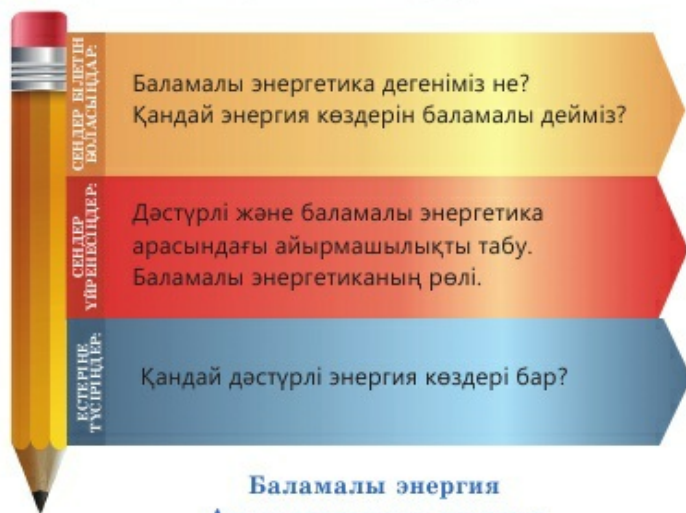 СЕНДЕР БІЛЕТІН
БОЛАСЫҢДАР:
Баламалы энергетика дегеніміз не?
Қандай энергия көздерін баламалы дейміз?
СЕНДЕР
ҮЙРЕНЕСІҢДЕР:
Дәстүрлі және баламалы энергетика
арасындағы айырмашылықты табу.
Баламалы энергетиканың рөлі.
ЕСТЕРІҢЕ
ТҮСІРІҢДЕР:
Қандай дәстүрлі энергия көздері бар?
Баламалы энергия